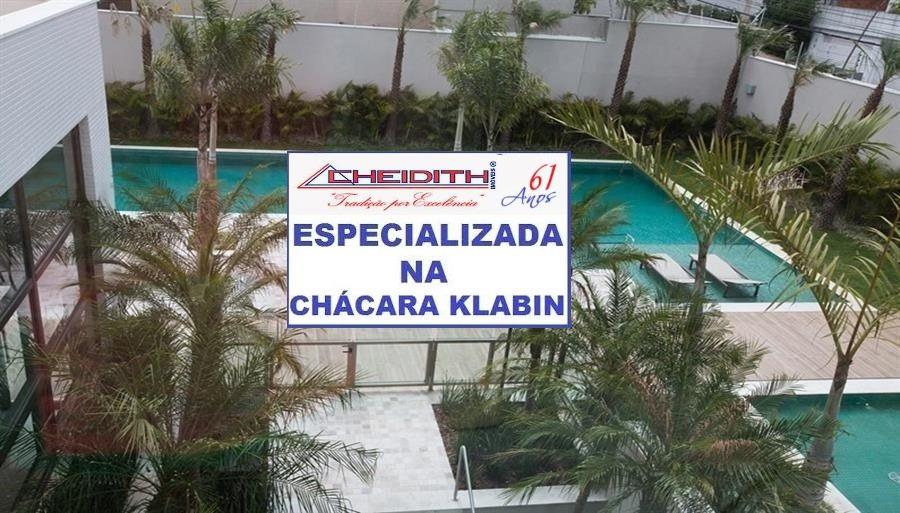 CHEIDITH IMÓVEIS ®
"Tradição por Excelência"
61
Anos
ESPECIALIZADA
NA
CHÁCARA KLABIN